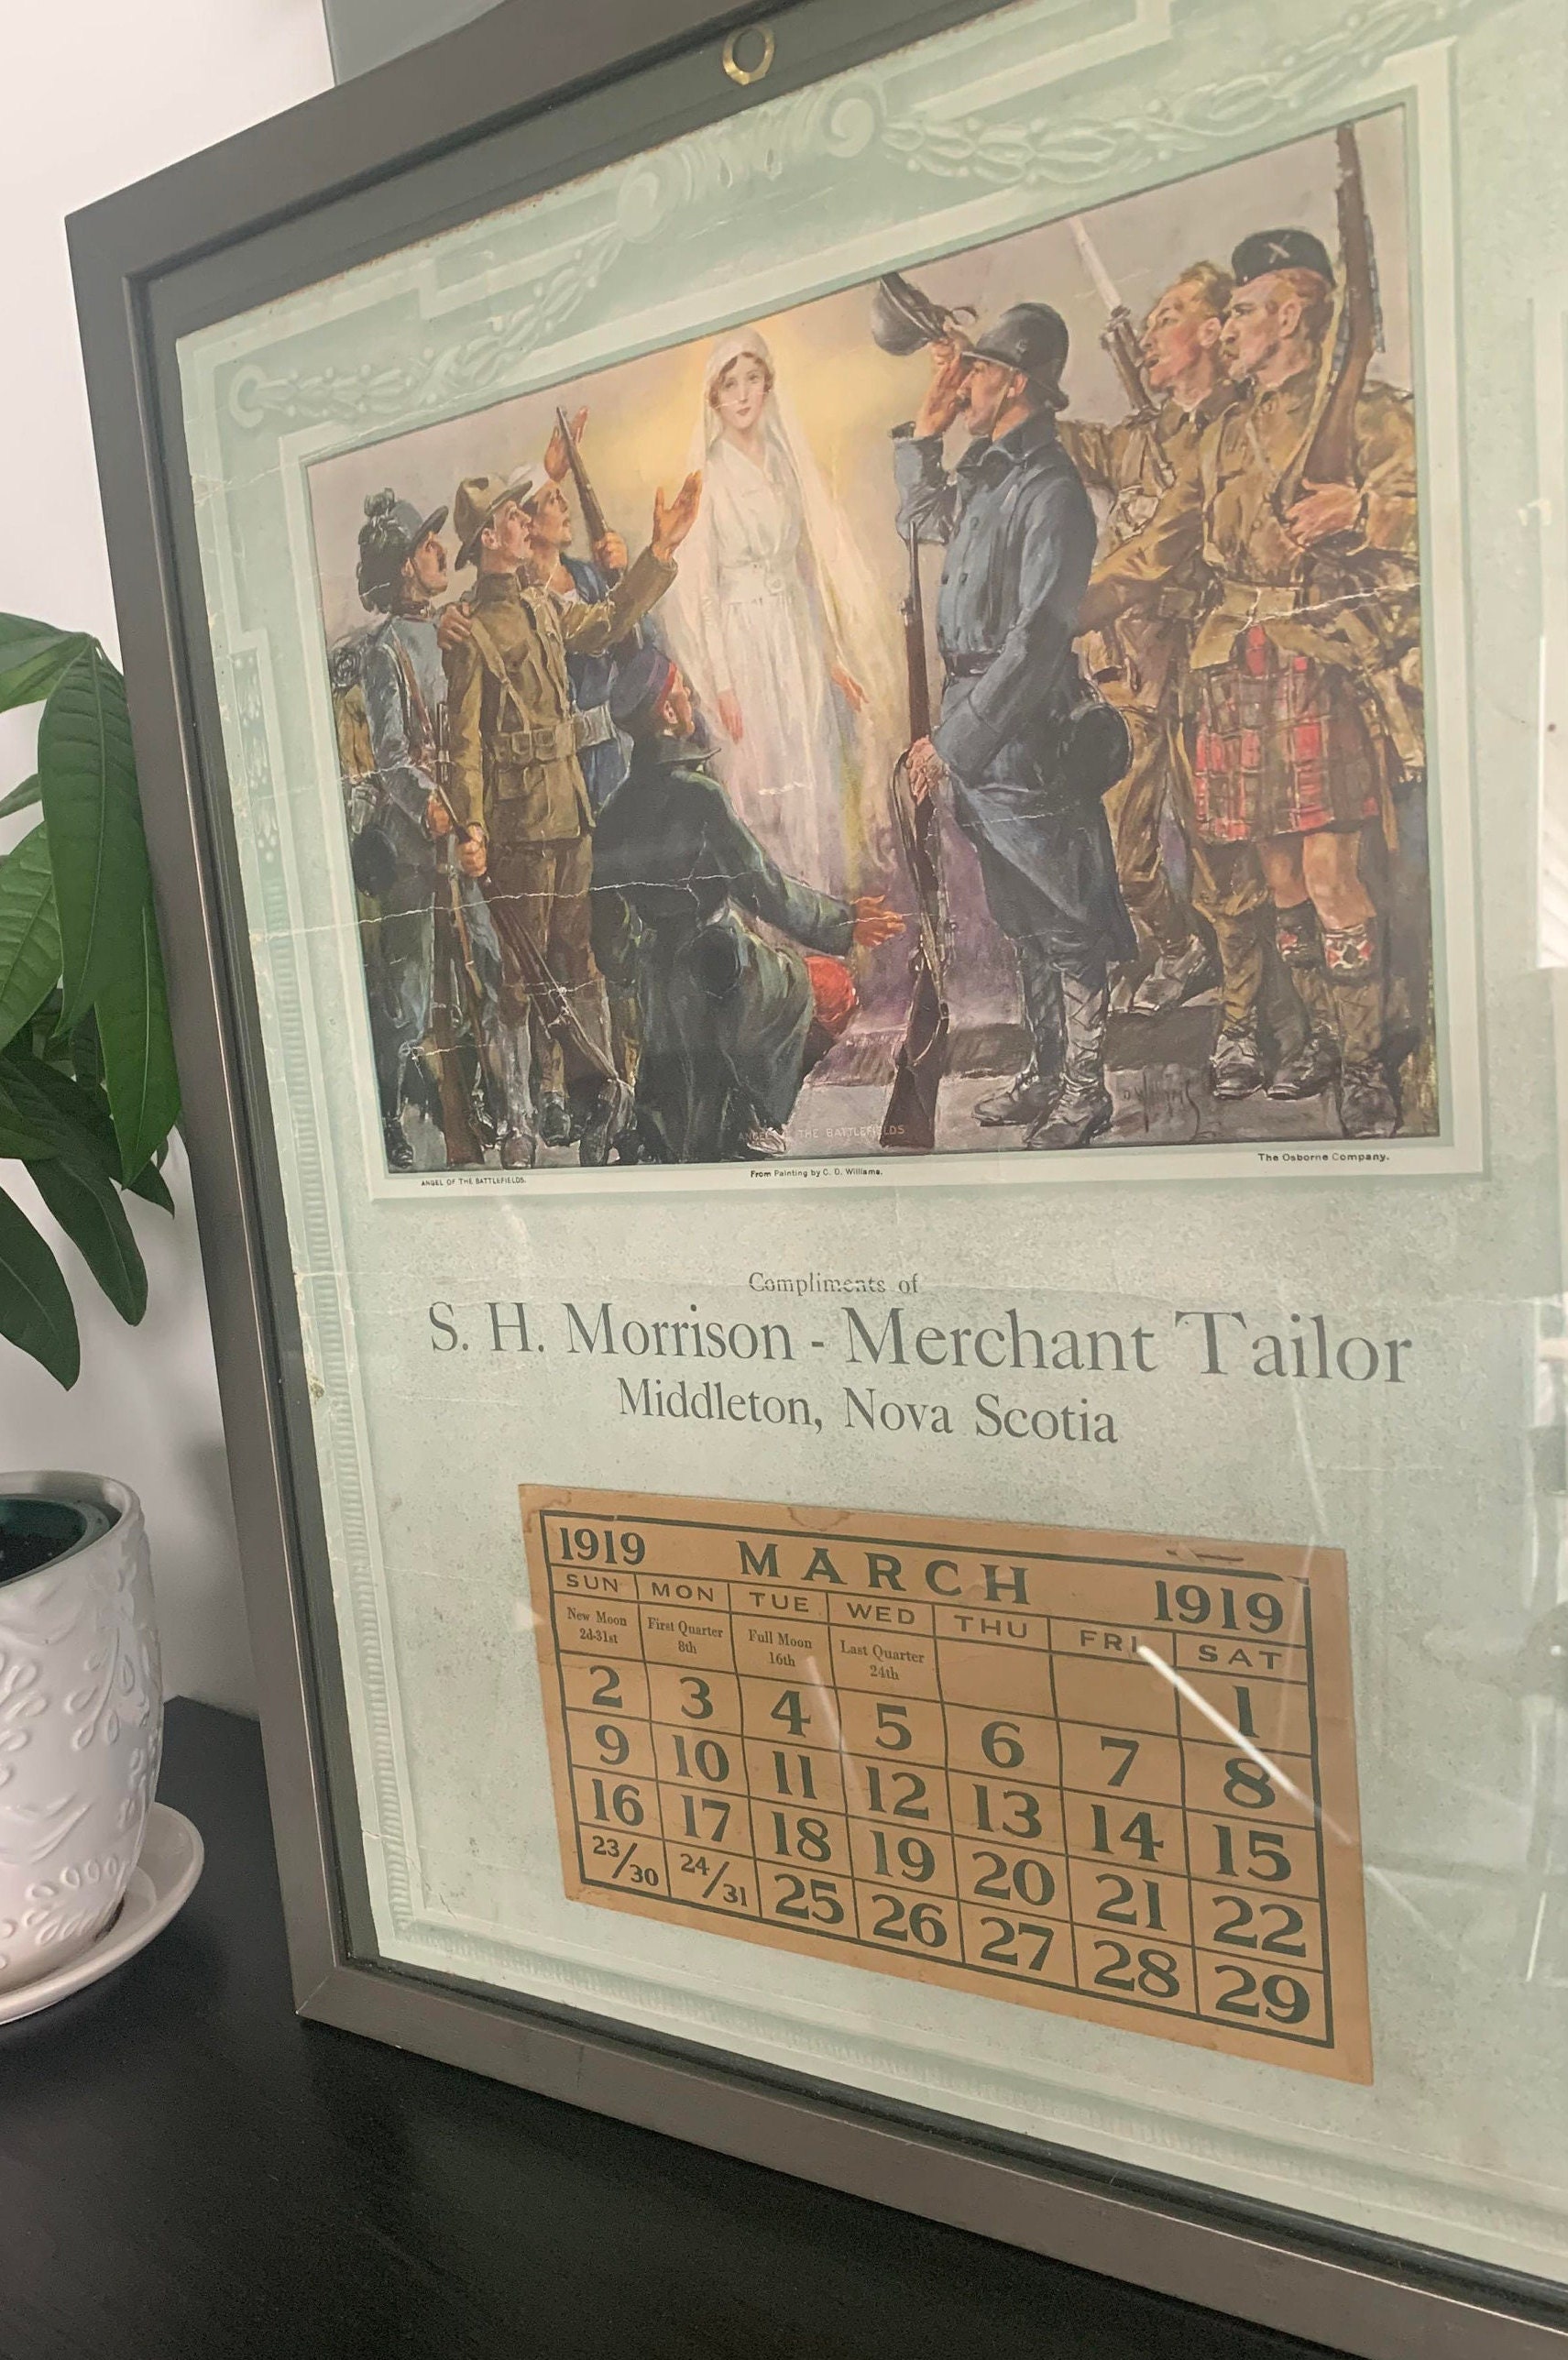 ANGEL OF THE BATTLEFIELDS
ANGEL OF THE BATTLEFIELDS.
From Painting by C. D. Williams.
The Osborne Company.
Compliments of
S. H. Morrison - Merchant Tailor
Middleton, Nova Scotia
1919 MARCH 1919
SUN MON TUE WED THU FRI SAT
New Moon 2d-31st First Quarter 8th Full Moon 16th Last Quarter 24th 1
2 3 4 5 6 7 8
9 10 11 12 13 14 15
16 17 18 19 20 21 22
23/30 24/31 25 26 27 28 29